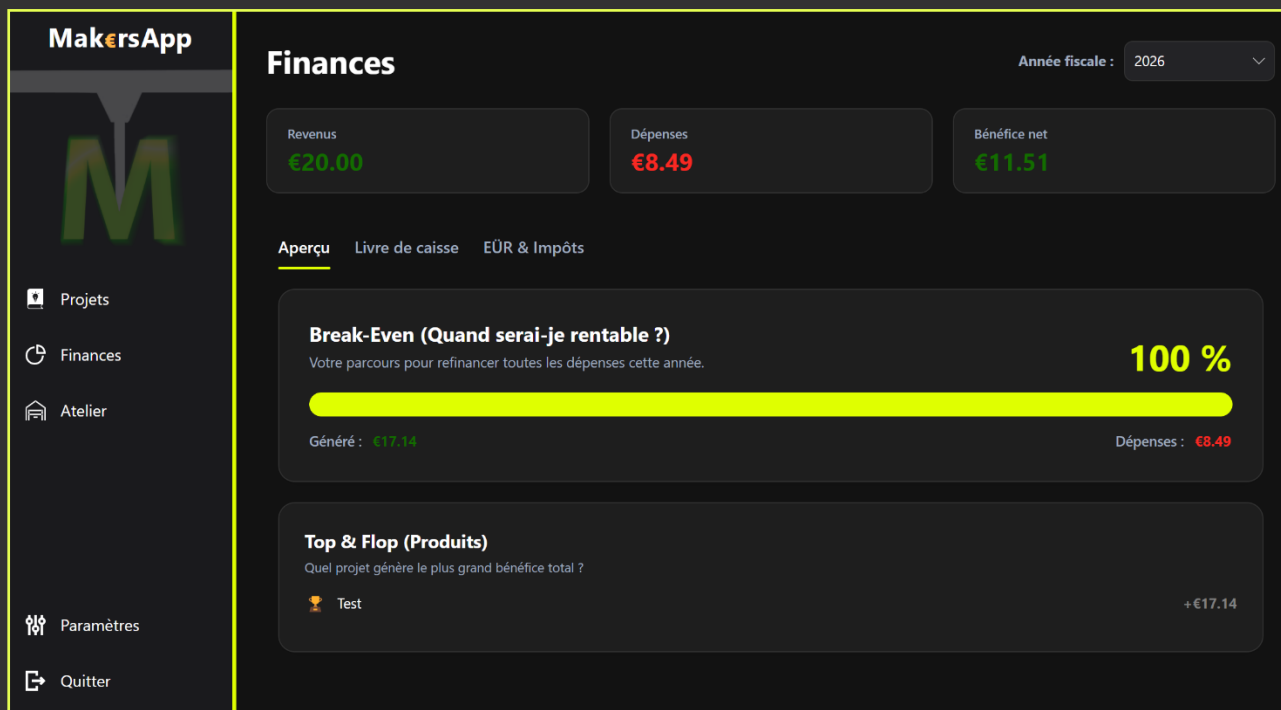 Mak€rsApp
M
Projets
Finances
Atelier
Paramètres
Quitter
Finances
Année fiscale : 2026
Revenus
€20.00
Dépenses
€8.49
Bénéfice net
€11.51
Aperçu Livre de caisse EÜR & Impôts
Break-Even (Quand serai-je rentable ?)
Votre parcours pour refinancer toutes les dépenses cette année.
100 %
Généré : €17.14
Dépenses : €8.49
Top & Flop (Produits)
Quel projet génère le plus grand bénéfice total ?
Test +€17.14